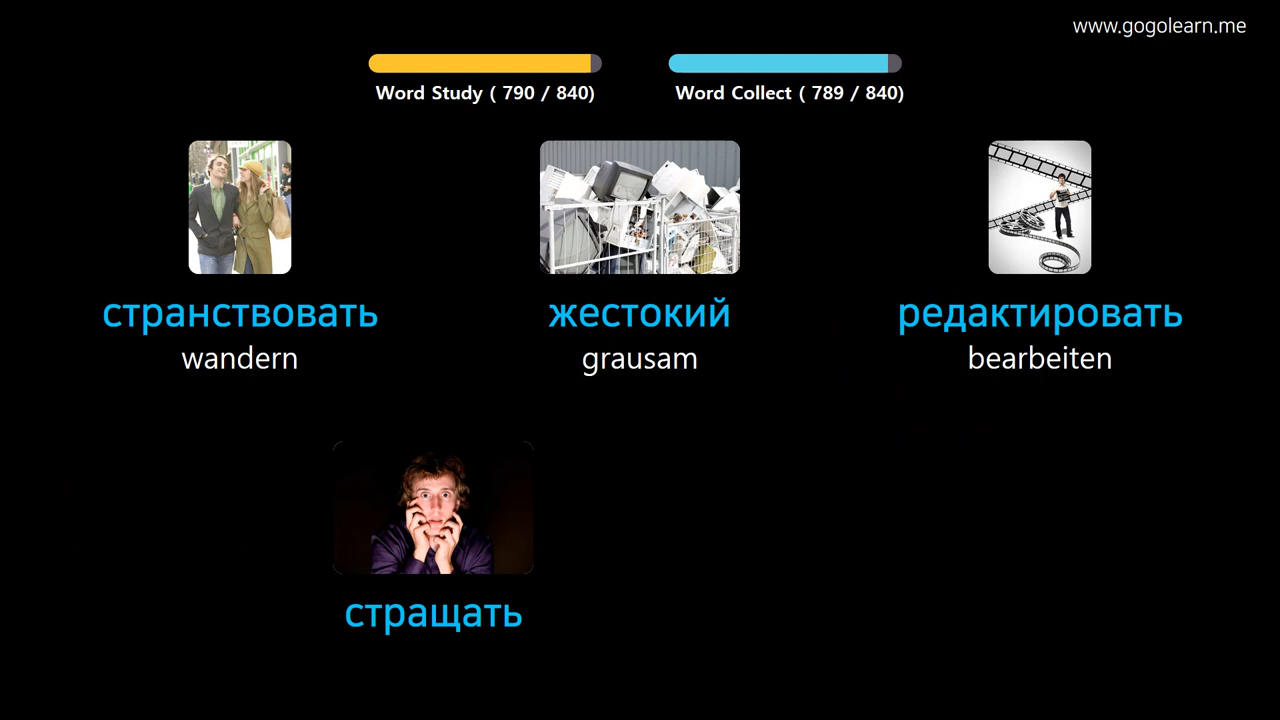 www.gogolearn.me
Word Study ( 790 / 840)
Word Collect ( 789 / 840)
странствовать
wandern
жестокий
grausam
редактировать
bearbeiten
стращать